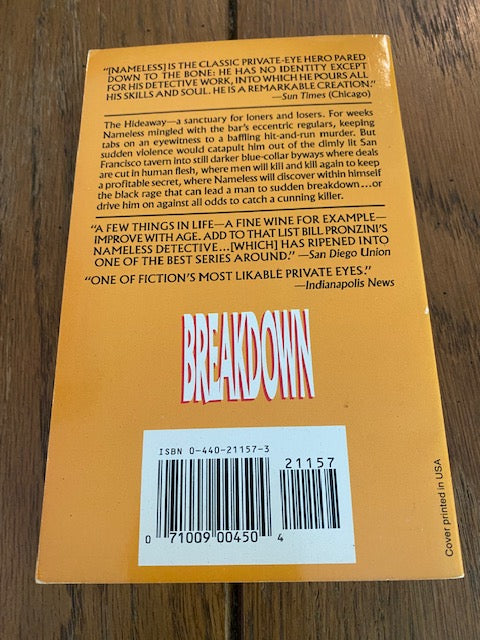 “[NAMELESS] IS THE CLASSIC PRIVATE-EYE HERO PARED
DOWN TO THE BONE: HE HAS NO IDENTITY EXCEPT
FOR HIS DETECTIVE WORK, INTO WHICH HE POURS ALL
HIS SKILLS AND SOUL. HE IS A REMARKABLE CREATION.”
—Sun Times (Chicago)
The Hideaway—a sanctuary for loners and losers. For weeks
Nameless mingled with the bar's eccentric regulars, keeping
tabs on an eyewitness to a baffling hit-and-run murder. But
sudden violence would catapult him out of the dimly lit San
Francisco tavern into still darker blue-collar byways where deals
are cut in human flesh, where men will kill and kill again to keep
a profitable secret, where Nameless will discover within himself
the black rage that can lead a man to sudden breakdown...or
drive him on against all odds to catch a cunning killer.
“A FEW THINGS IN LIFE—A FINE WINE FOR EXAMPLE—
IMPROVE WITH AGE. ADD TO THAT LIST BILL PRONZINI'S
NAMELESS DETECTIVE...[WHICH] HAS RIPENED INTO
ONE OF THE BEST SERIES AROUND.” —San Diego Union
“ONE OF FICTION'S MOST LIKABLE PRIVATE EYES.”
—Indianapolis News
BREAKDOWN
ISBN 0-440-21157-3
21157
0 71009 00450 4
Cover printed in USA